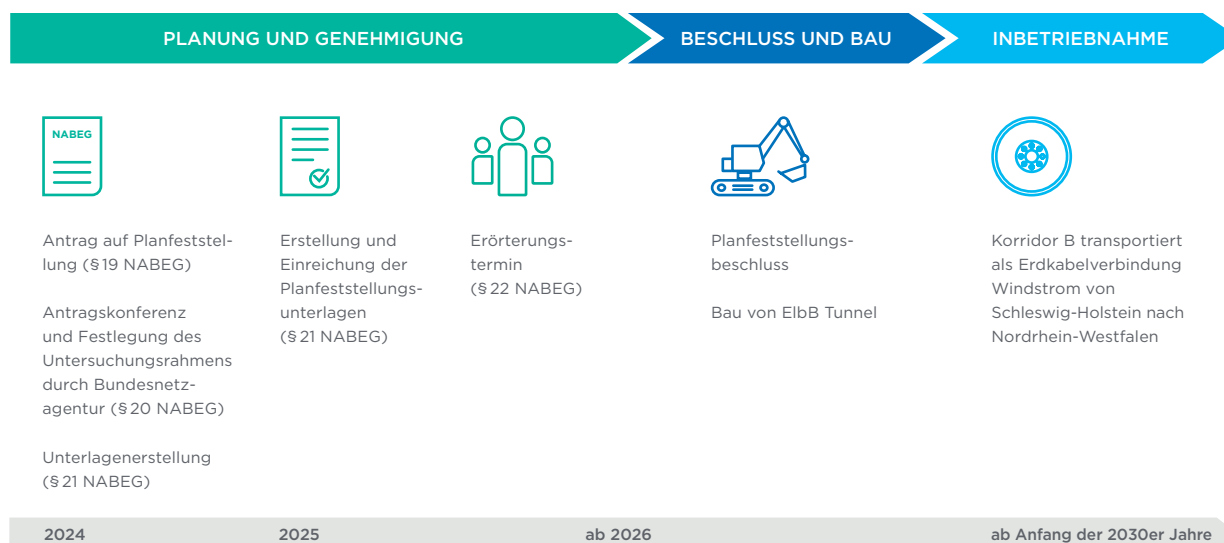 PLANUNG UND GENEHMIGUNG
BESCHLUSS UND BAU
INBETRIEBNAHME
NABEG
Antrag auf Planfeststel-
lung (§ 19 NABEG)
Antragskonferenz
und Festlegung des
Untersuchungsrahmens
durch Bundesnetz-
agentur (§ 20 NABEG)
Unterlagenerstellung
(§ 21 NABEG)
Erstellung und
Einreichung der
Planfeststellungs-
unterlagen
(§ 21 NABEG)
Erörterungs-
termin
(§ 22 NABEG)
Planfeststellungs-
beschluss
Bau von ElbB Tunnel
Korridor B transportiert
als Erdkabelverbindung
Windstrom von
Schleswig-Holstein nach
Nordrhein-Westfalen
2024
2025
ab 2026
ab Anfang der 2030er Jahre